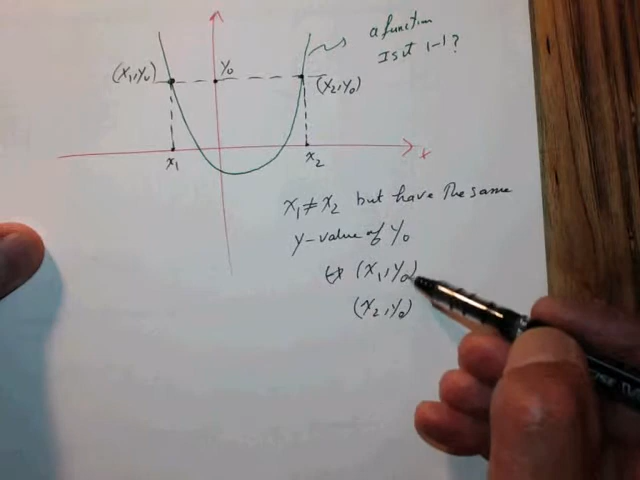 a function
Is it 1-1?
(x₁, y₀)
y₀
(x₂, y₀)
x₁
x₂
x
x₁ ≠ x₂ but have the same
y-value of y₀
(x₁, y₀)
(x₂, y₀)